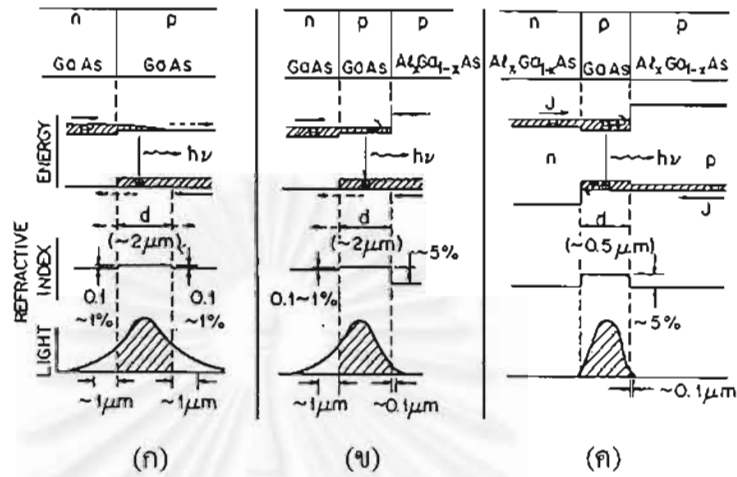 n p
GaAs GaAs
ENERGY
hν
d
(~2μm)
REFRACTIVE INDEX
0.1 ~1%
0.1 ~1%
LIGHT
~1μm ~1μm
(ก)
n p p
GaAs GaAs AlxGa1-xAs
hν
d
(~2μm)
~5%
0.1~1%
~1μm ~0.1μm
(ข)
n p p
AlxGa1-xAs GaAs AlxGa1-xAs
J
n hν p
J
d
(~0.5μm)
~5%
~0.1μm
(ค)